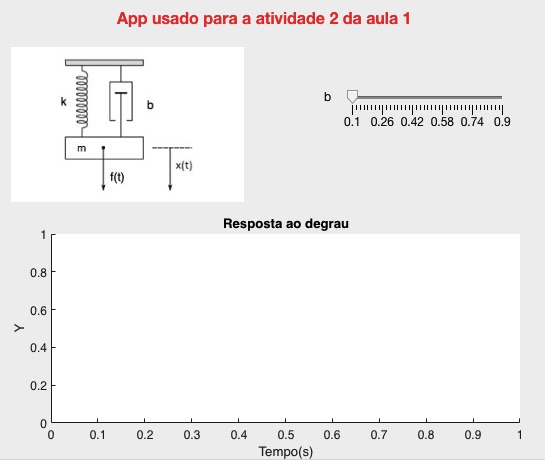 App usado para a atividade 2 da aula 1
k
b
m
x(t)
f(t)
b
0.1 0.26 0.42 0.58 0.74 0.9
Resposta ao degrau
1
0.8
0.6
0.4
0.2
0
Y
0 0.1 0.2 0.3 0.4 0.5 0.6 0.7 0.8 0.9 1
Tempo(s)